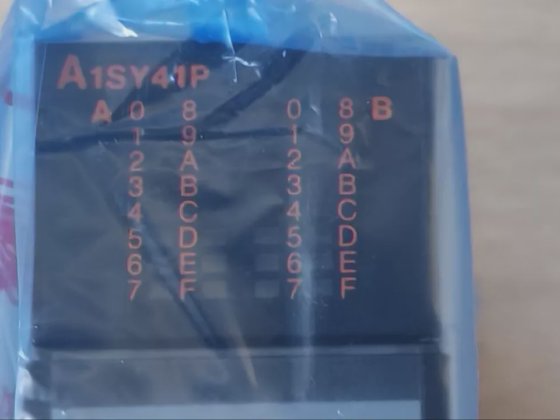 A1SY41P
A 0 8 0 8 B
1 9 1 9
2 A 2 A
3 B 3 B
4 C 4 C
5 D 5 D
6 E 6 E
7 F 7 F